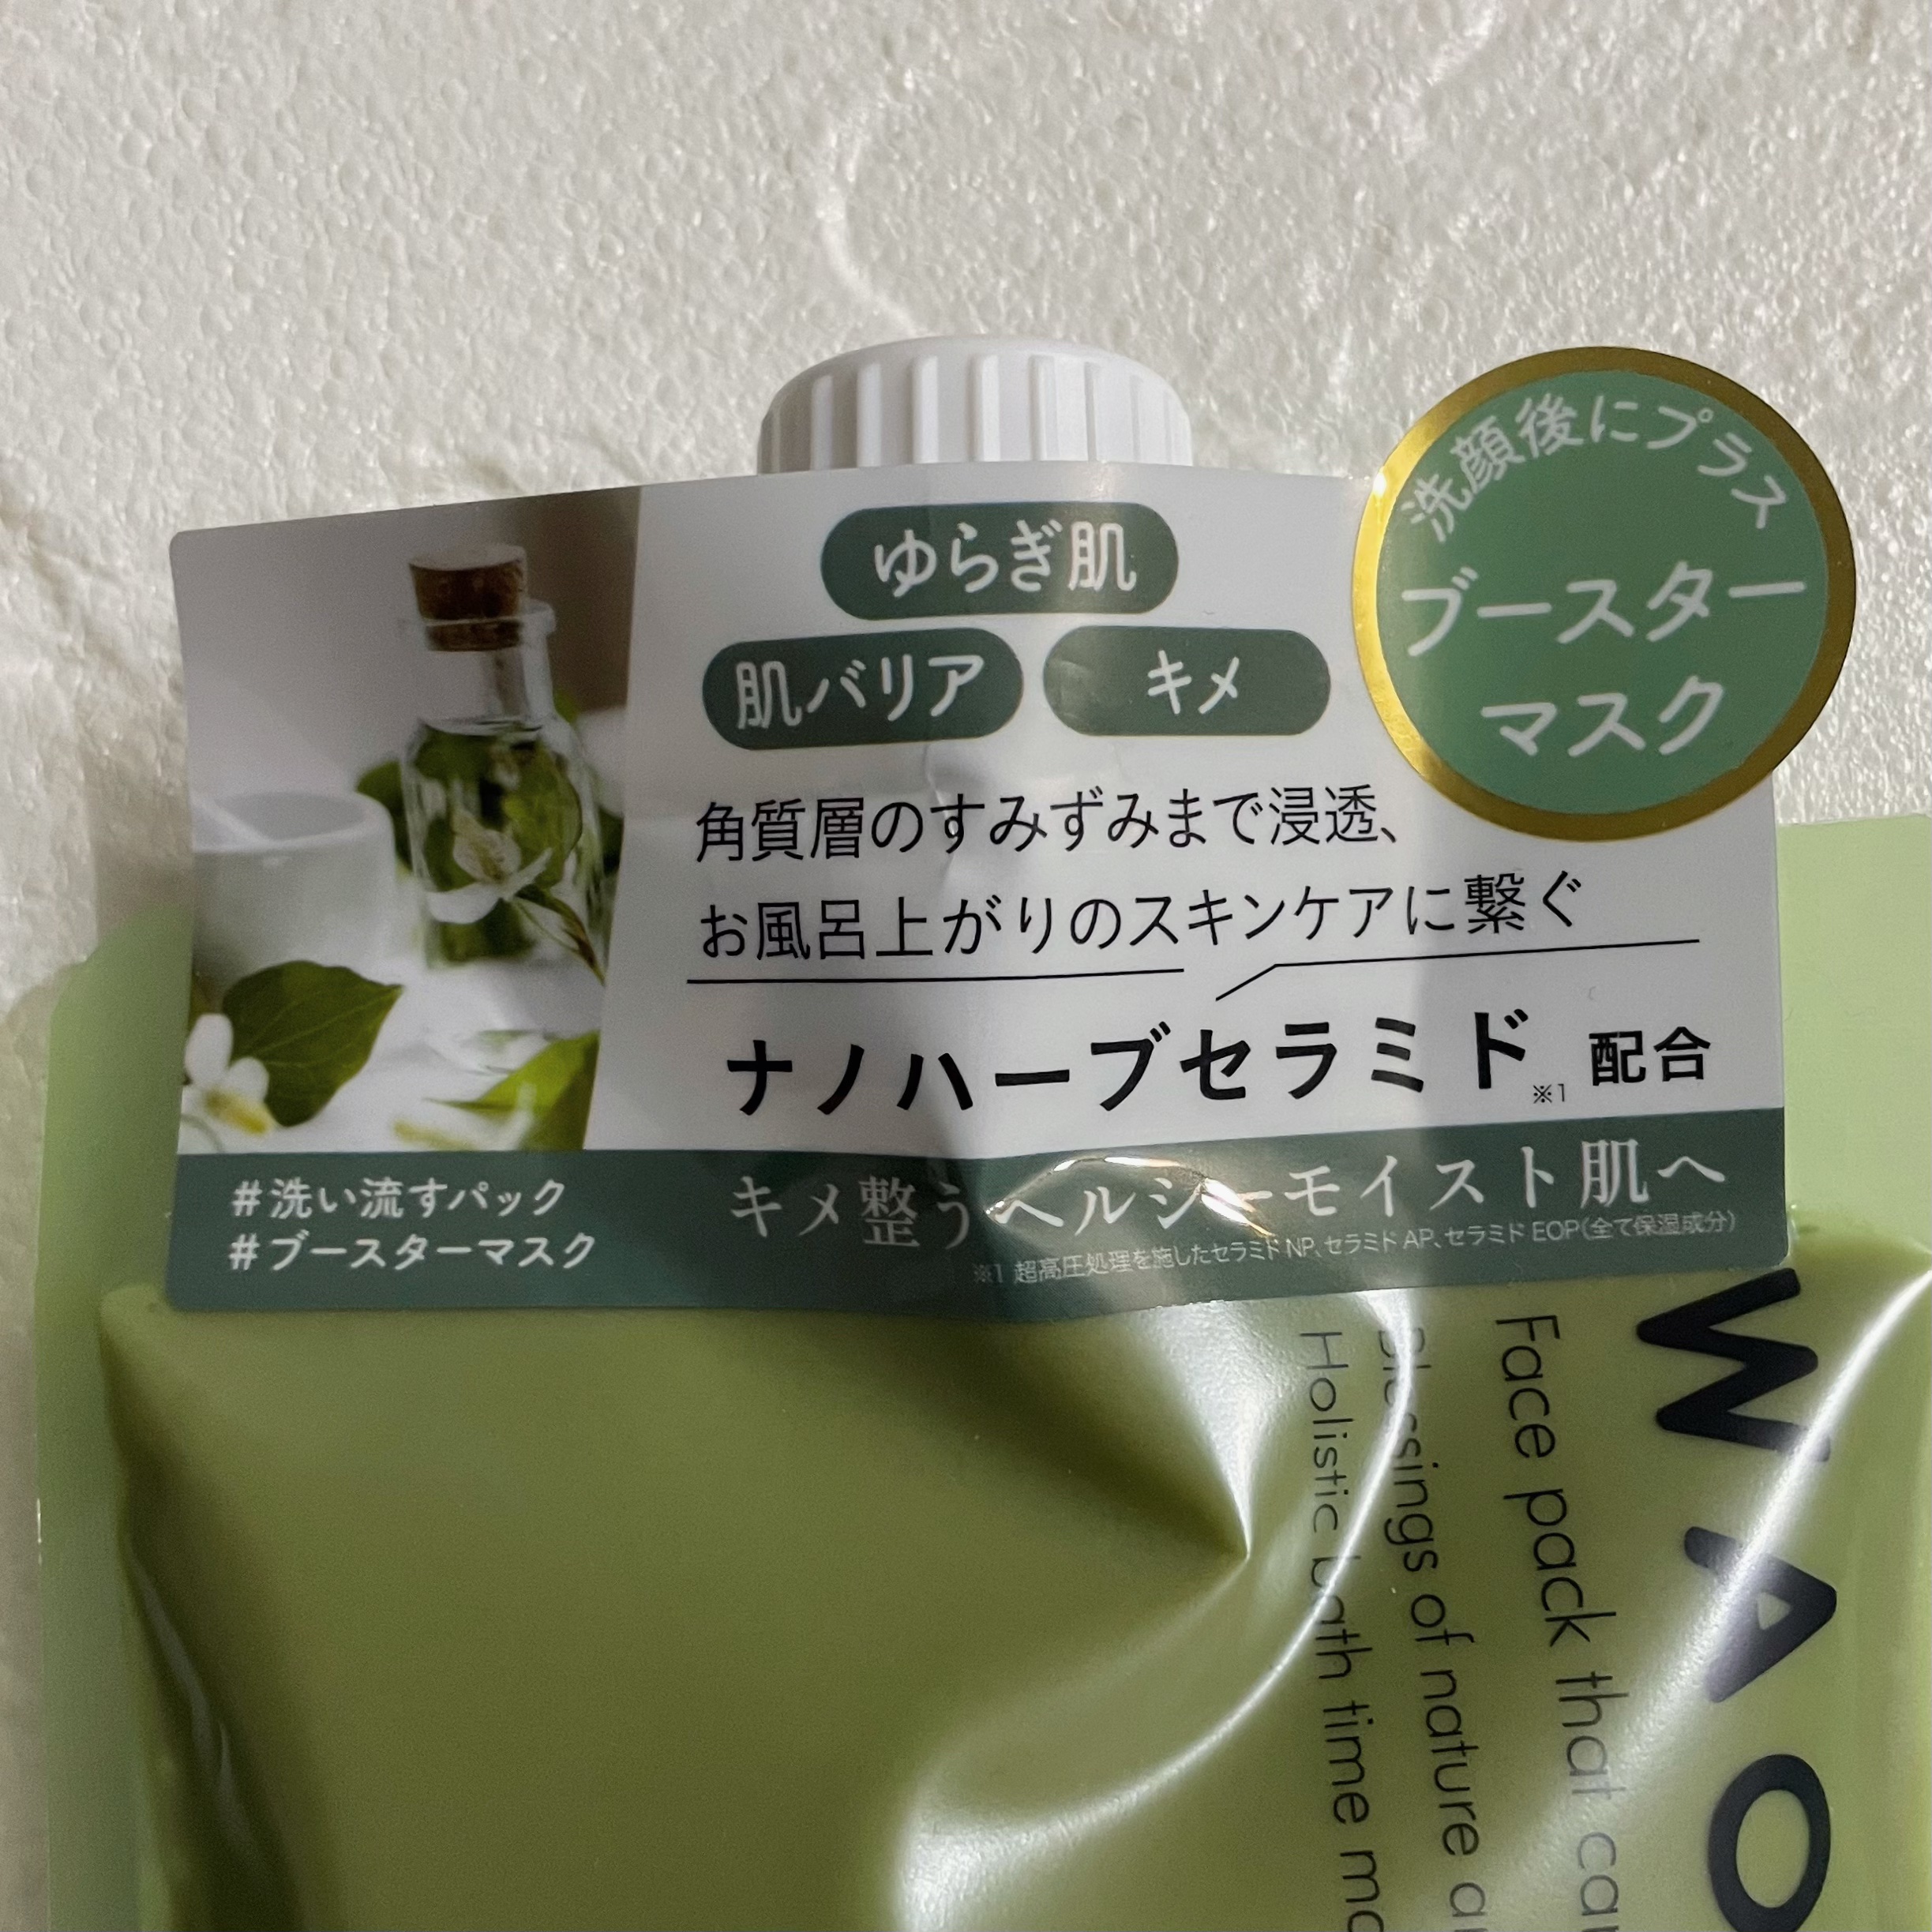 洗顔後にプラス
ブースター
マスク
ゆらぎ肌
肌バリア キメ
角質層のすみずみまで浸透、
お風呂上がりのスキンケアに繋ぐ
ナノハーブセラミド※1 配合
キメ整うヘルシーモイスト肌へ
※1 超高圧処理を施したセラミドNP、セラミドAP、セラミドEOP(全て保湿成分)
#洗い流すパック
#ブースターマスク
WAO
Face pack that
Blessings of nature
Holistic bath time